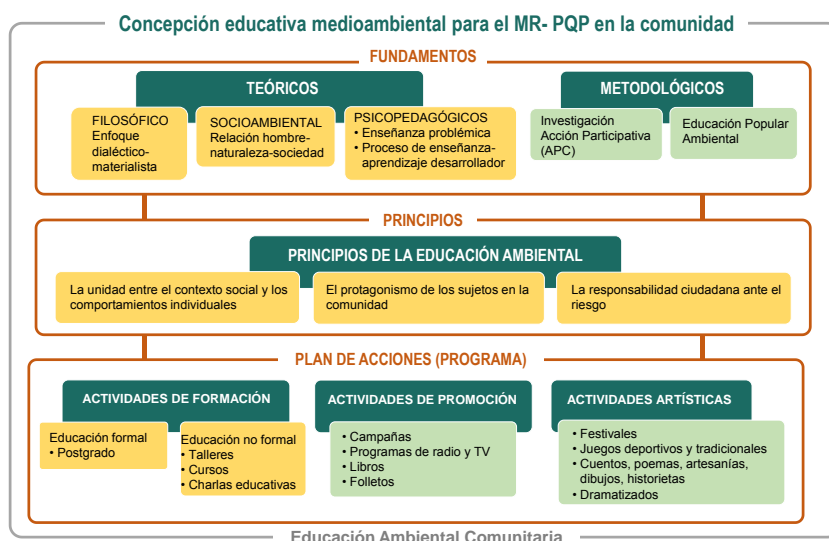 Concepción educativa medioambiental para el MR- PQP en la comunidad
FUNDAMENTOS
TEÓRICOS
FILOSÓFICO
Enfoque
dialéctico-
materialista
SOCIOAMBIENTAL
Relación hombre-
naturaleza-sociedad
PSICOPEDAGÓGICOS
• Enseñanza problémica
• Proceso de enseñanza-
aprendizaje desarrollador
METODOLÓGICOS
Investigación
Acción Participativa
(APC)
Educación Popular
Ambiental
PRINCIPIOS
PRINCIPIOS DE LA EDUCACIÓN AMBIENTAL
La unidad entre el contexto social y los
comportamientos individuales
El protagonismo de los sujetos en la
comunidad
La responsabilidad ciudadana ante el
riesgo
PLAN DE ACCIONES (PROGRAMA)
ACTIVIDADES DE FORMACIÓN
Educación formal
• Postgrado
Educación no formal
• Talleres
• Cursos
• Charlas educativas
ACTIVIDADES DE PROMOCIÓN
• Campañas
• Programas de radio y TV
• Libros
• Folletos
ACTIVIDADES ARTÍSTICAS
• Festivales
• Juegos deportivos y tradicionales
• Cuentos, poemas, artesanías,
dibujos, historietas
• Dramatizados
Educación Ambiental Comunitaria